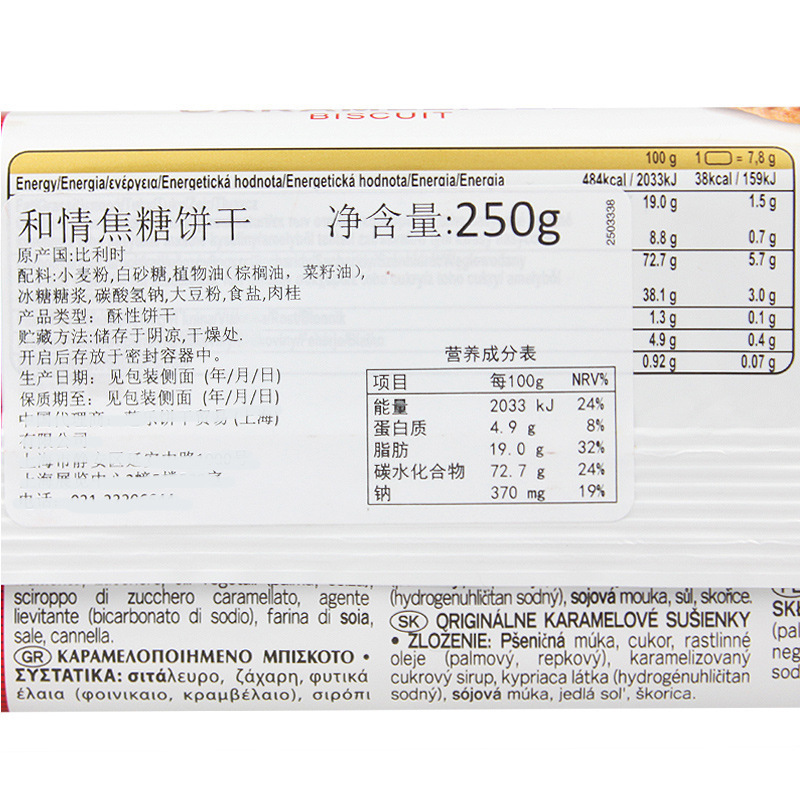 BISCUIT
100 g 1 = 7,8 g
Energy/Energia/ενέργεια/Energetická hodnota/Energetická hodnota/Energia/Energia 484kcal / 2033kJ 38kcal / 159kJ
19.0 g 1.5 g
8.8 g 0.7 g
72.7 g 5.7 g
38.1 g 3.0 g
1.3 g 0.1 g
4.9 g 0.4 g
0.92 g 0.07 g
和情焦糖饼干 净含量:250g
2503338
原产国:比利时
配料:小麦粉,白砂糖,植物油(棕榈油, 菜籽油),
冰糖糖浆,碳酸氢钠,大豆粉,食盐,肉桂
产品类型: 酥性饼干
贮藏方法:储存于阴凉,干燥处.
开启后存放于密封容器中。
生产日期: 见包装侧面 (年/月/日)
保质期至: 见包装侧面 (年/月/日)
营养成分表
项目 每100g NRV%
能量 2033 kJ 24%
蛋白质 4.9 g 8%
脂肪 19.0 g 32%
碳水化合物 72.7 g 24%
钠 370 mg 19%
sciroppo di zucchero caramellato, agente
lievitante (bicarbonato di sodio), farina di soia,
sale, cannella.
GR ΚΑΡΑΜΕΛΟΠΟΙΗΜΕΝΟ ΜΠΙΣΚΟΤΟ •
ΣΥΣΤΑΤΙΚΑ: σιτάλευρο, ζάχαρη, φυτικά
έλαια (φοινικαιο, κραμβέλαιο), σιρόπι
(hydrogenuhličitan sodný), sojová mouka, sůl, skořice.
SK ORIGINÁLNE KARAMELOVÉ SUŠIENKY
• ZLOŽENIE: Pšeničná múka, cukor, rastlinné
oleje (palmový, repkový), karamelizovaný
cukrový sirup, kypriaca látka (hydrogénuhličitan
sodný), sójová múka, jedlá soľ, škorica.